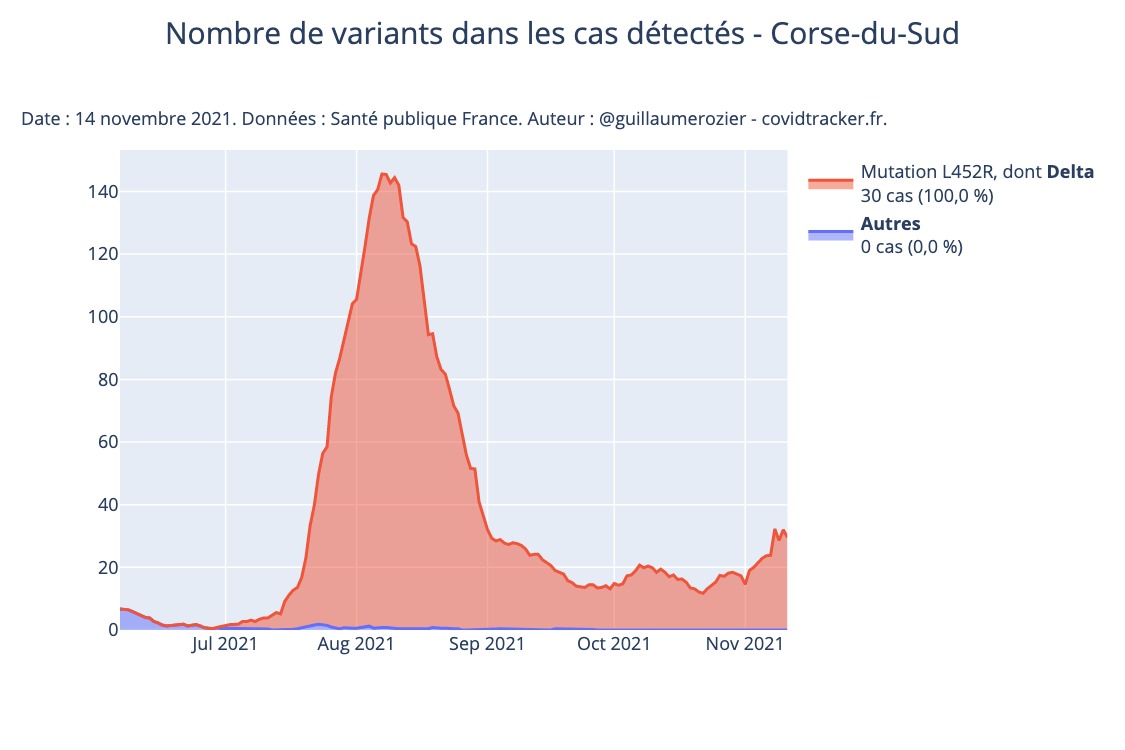 Nombre de variants dans les cas détectés - Corse-du-Sud
Date : 14 novembre 2021. Données : Santé publique France. Auteur : @guillaumerozier - covidtracker.fr.
Mutation L452R, dont Delta
30 cas (100,0 %)
Autres
0 cas (0,0 %)
140
120
100
80
60
40
20
0
Jul 2021 Aug 2021 Sep 2021 Oct 2021 Nov 2021